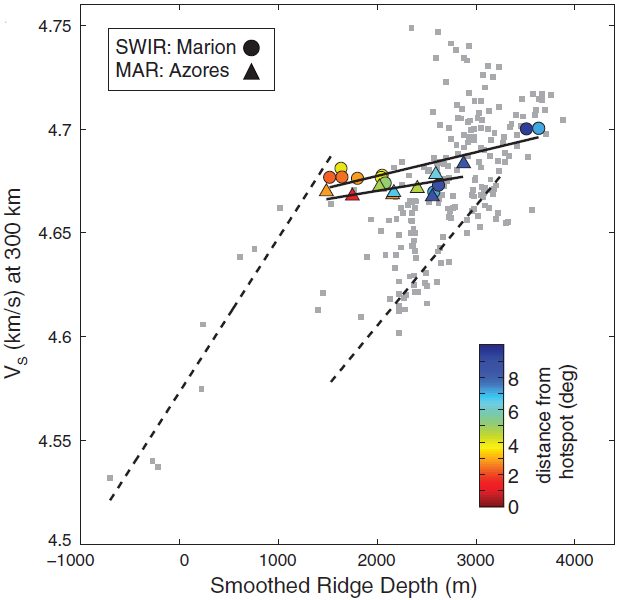 4.75
4.7
4.65
4.6
4.55
4.5
Vs (km/s) at 300 km
SWIR: Marion
MAR: Azores
8
6
4
2
0
distance from
hotspot (deg)
−1000
0
1000
2000
3000
4000
Smoothed Ridge Depth (m)